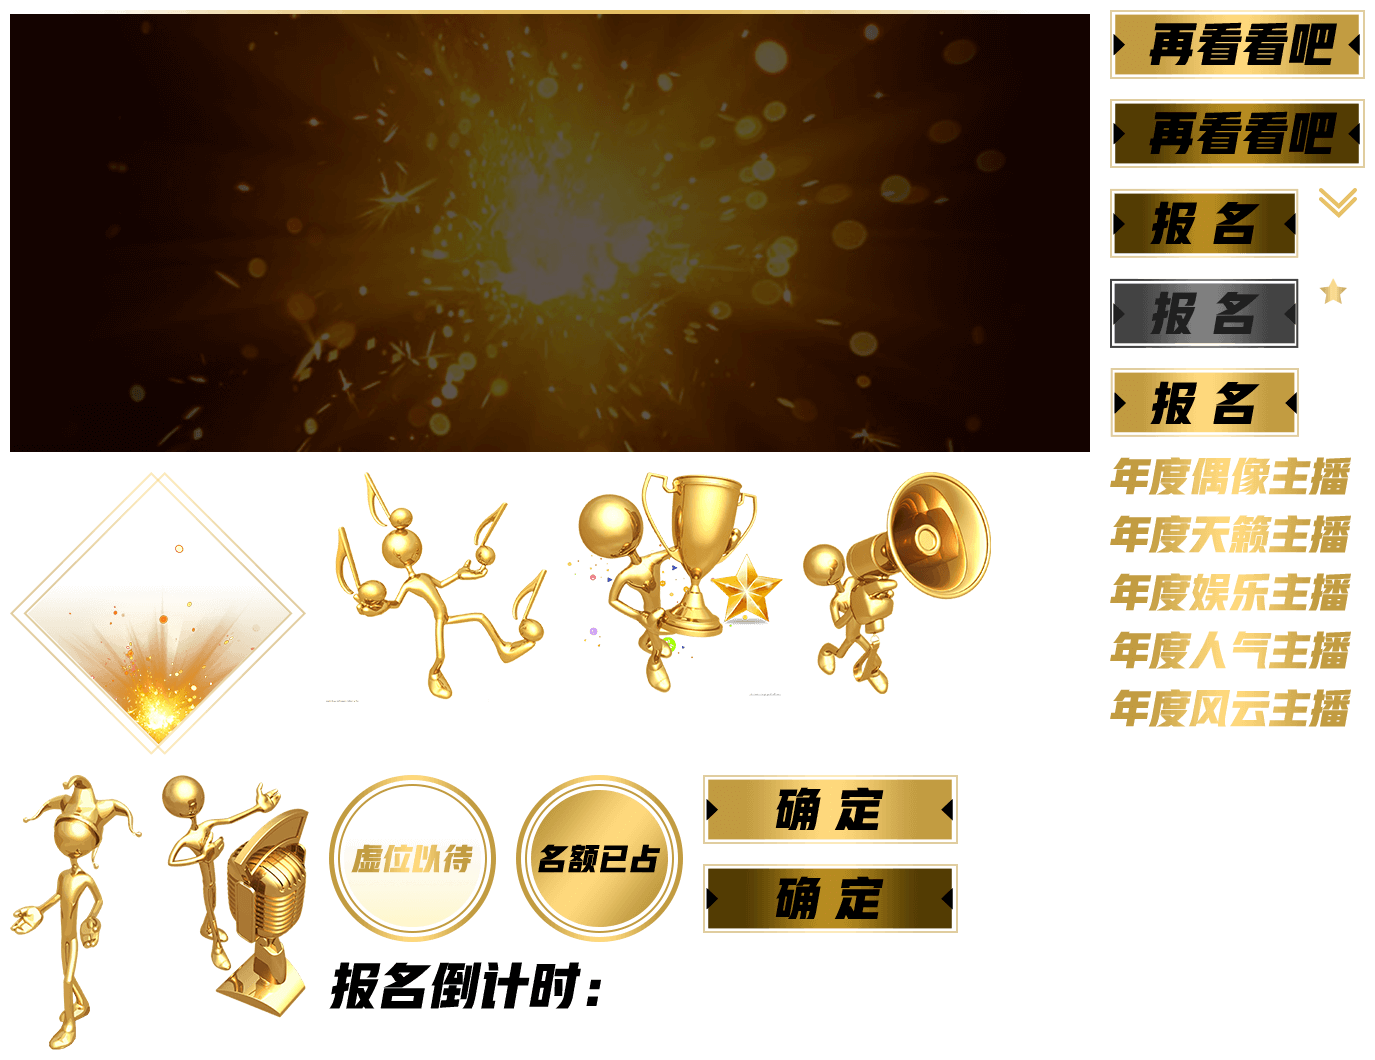 再看看吧
再看看吧
报 名
报 名
报 名
年度偶像主播
年度天籁主播
年度娱乐主播
年度人气主播
年度风云主播
虚位以待
名额已占
确 定
确 定
报名倒计时：